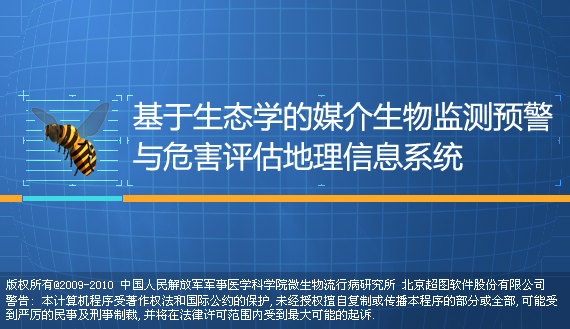 基于生态学的媒介生物监测预警
与危害评估地理信息系统
版权所有@2009-2010 中国人民解放军军事医学科学院微生物流行病研究所 北京超图软件股份有限公司
警告: 本计算机程序受著作权法和国际公约的保护,未经授权擅自复制或传播本程序的部分或全部,可能受
到严厉的民事及刑事制裁,并将在法律许可范围内受到最大可能的起诉.